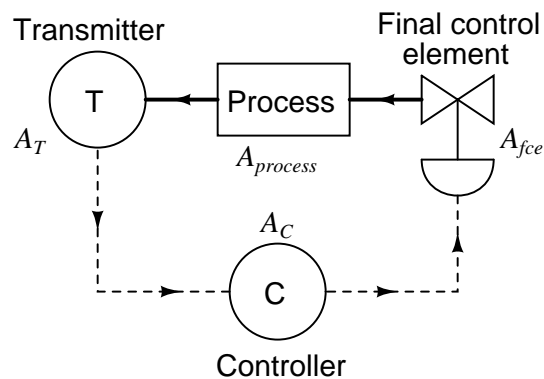 Transmitter
Final control
element
T
Process
A_T
A_process
A_fce
A_C
C
Controller